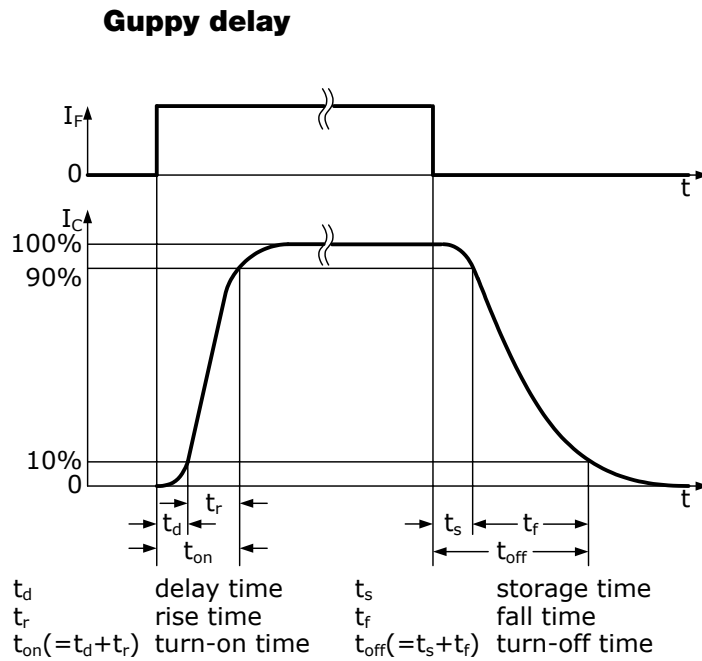 Guppy delay
I_F
0
t
I_C
100%
90%
10%
0
t
t_r
t_d
t_s
t_f
t_on
t_off
t_d delay time t_s storage time
t_r rise time t_f fall time
t_on(=t_d+t_r) turn-on time t_off(=t_s+t_f) turn-off time